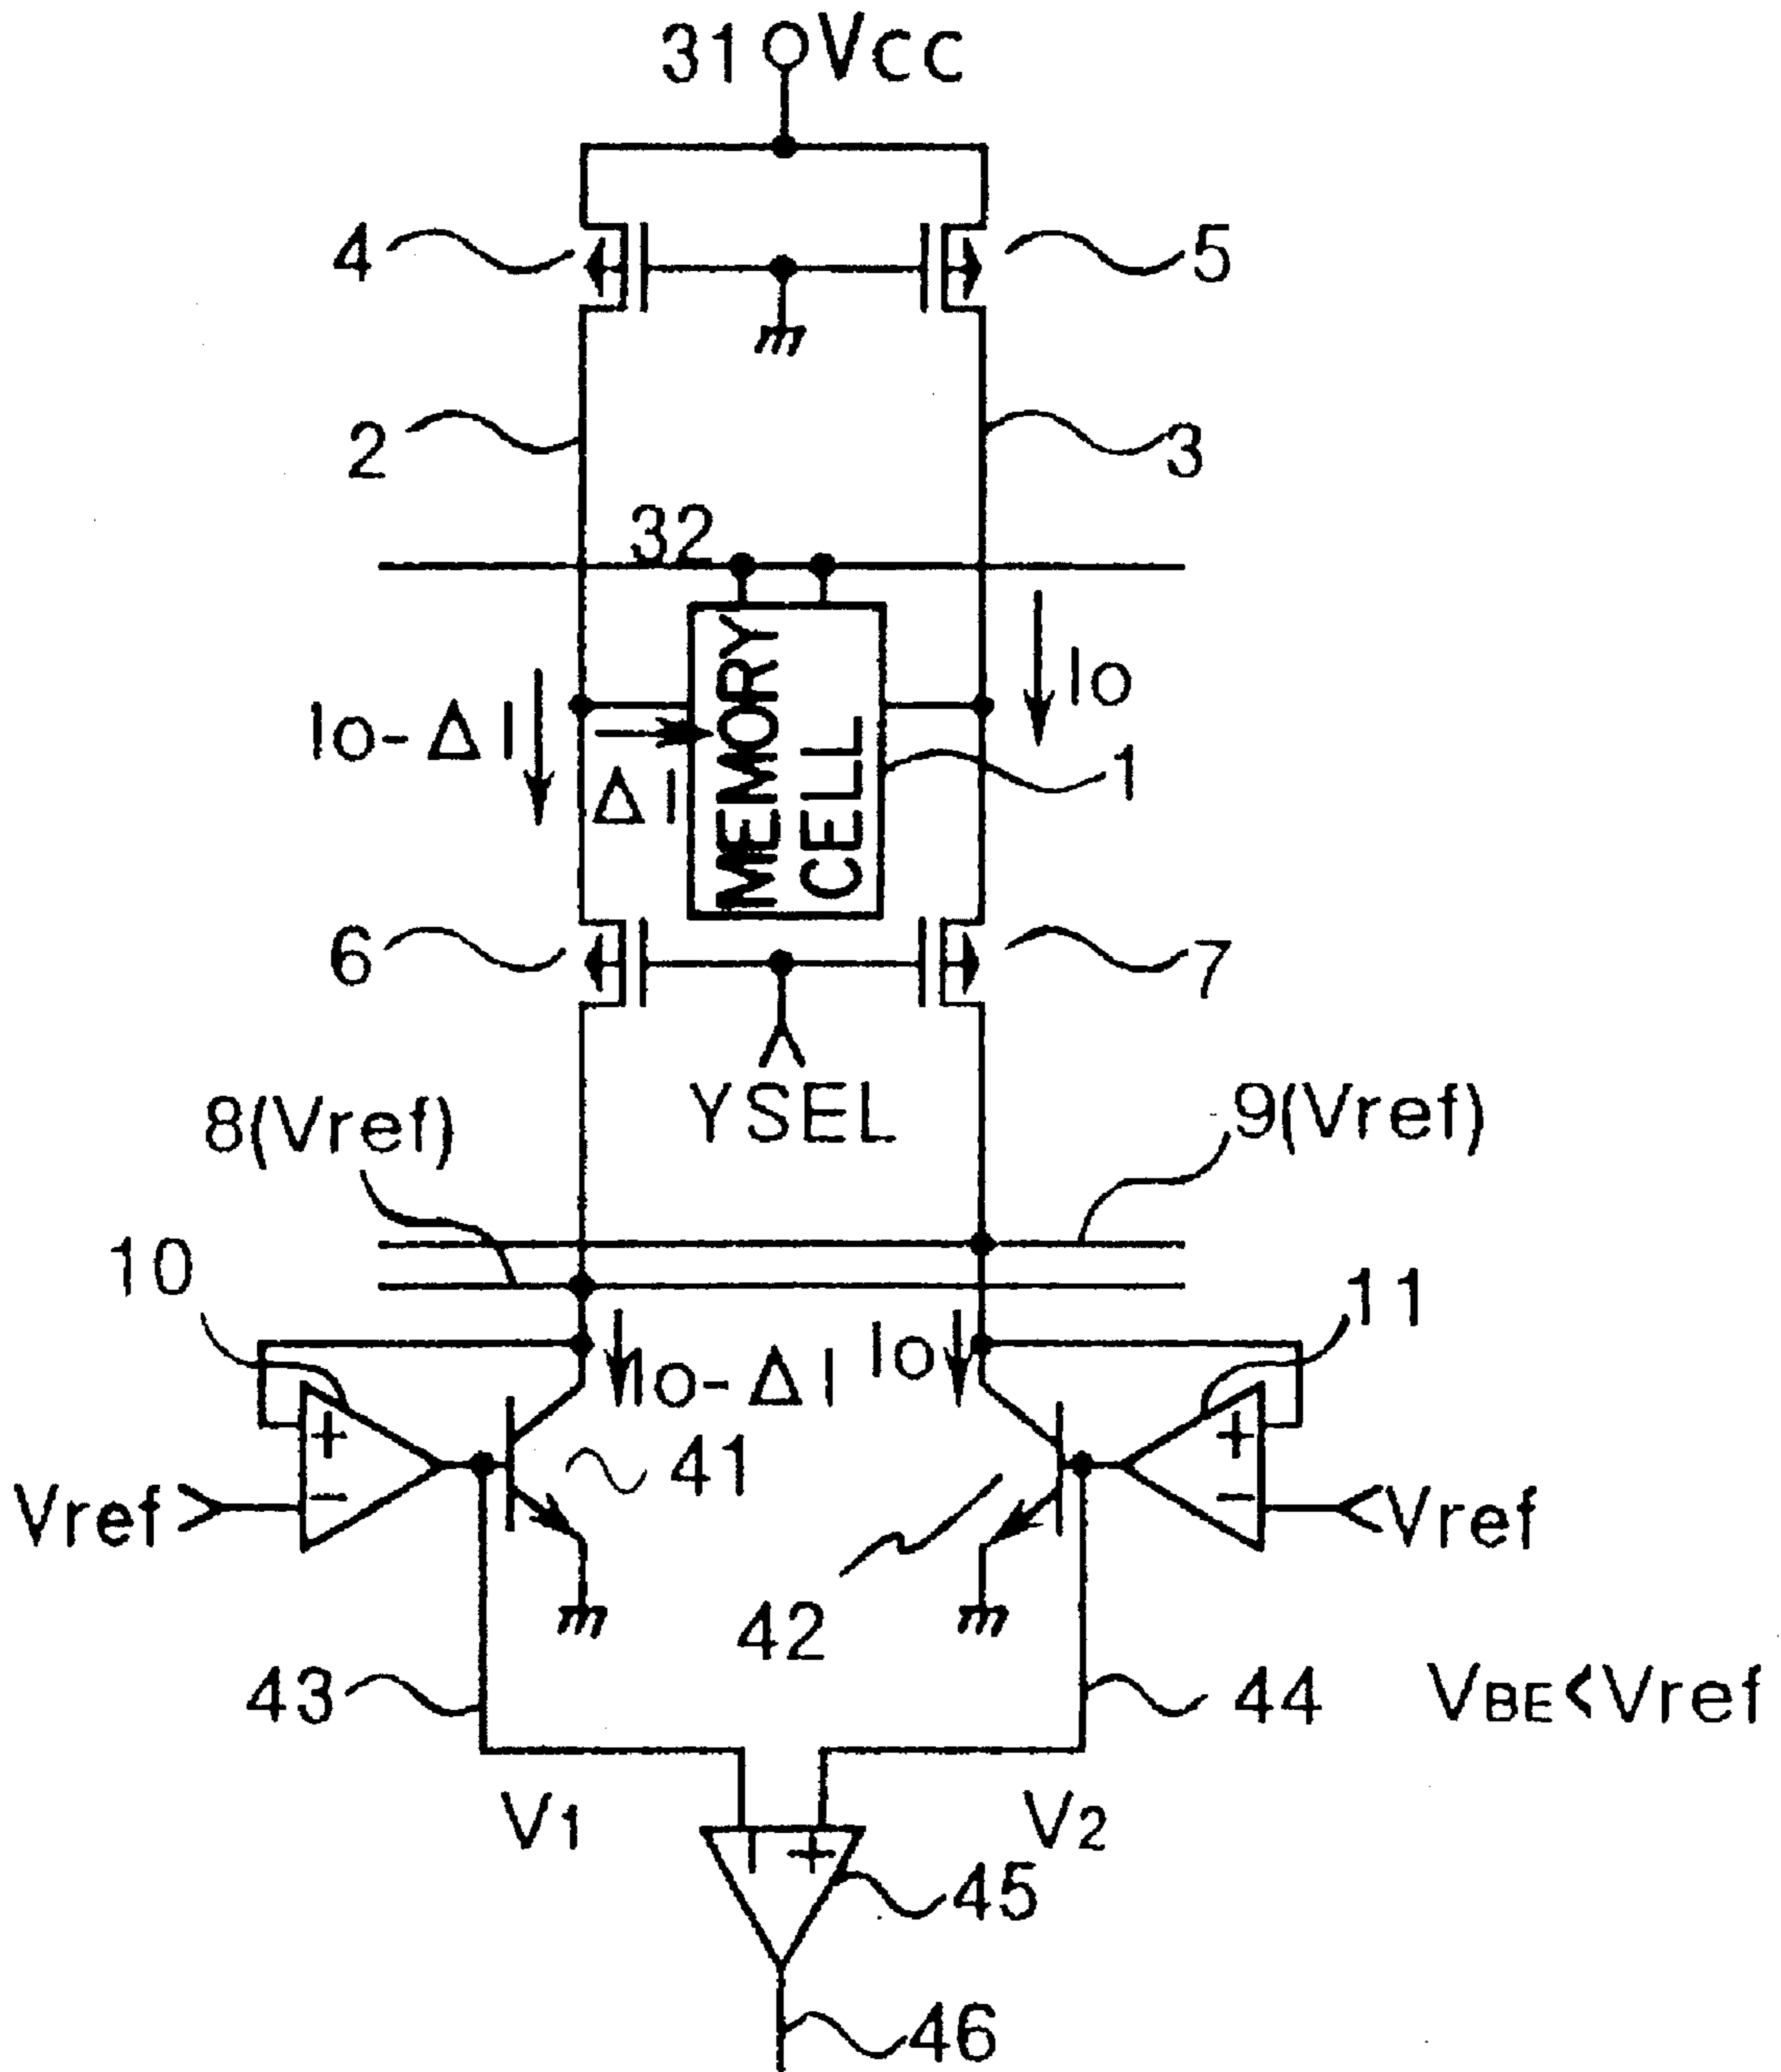 31 Vcc
4
5
2
3
32
Io-ΔI
ΔI
MEMORY
CELL
Io
1
6
7
YSEL
8(Vref)
9(Vref)
10
11
Io-ΔI
Io
+
−
+
−
41
Vref
Vref
42
43
44
VBE<Vref
V1
V2
−
+
45
46